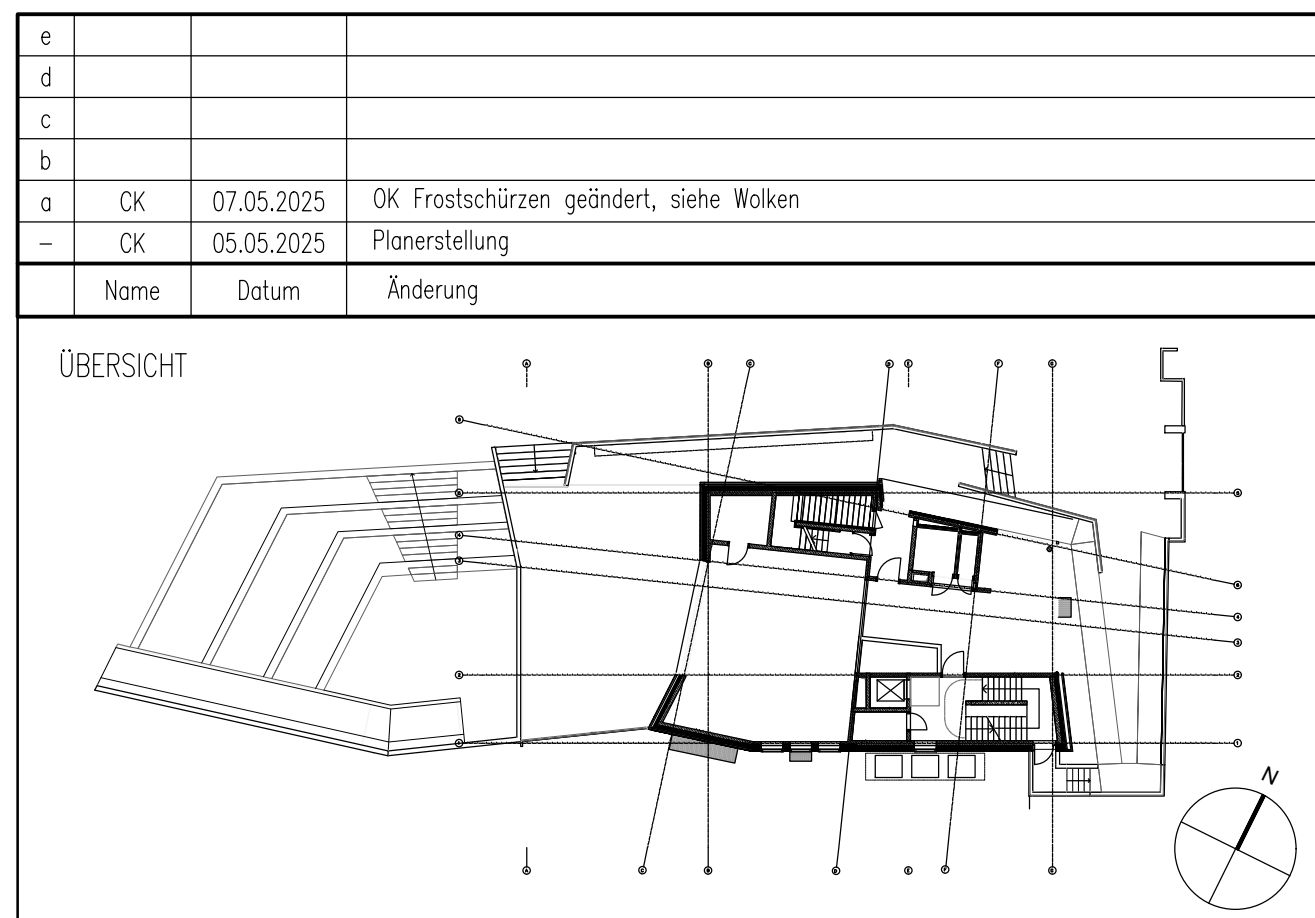 e
d
c
b
a CK 07.05.2025 OK Frostschürzen geändert, siehe Wolken
– CK 05.05.2025 Planerstellung
Name Datum Änderung
ÜBERSICHT
N